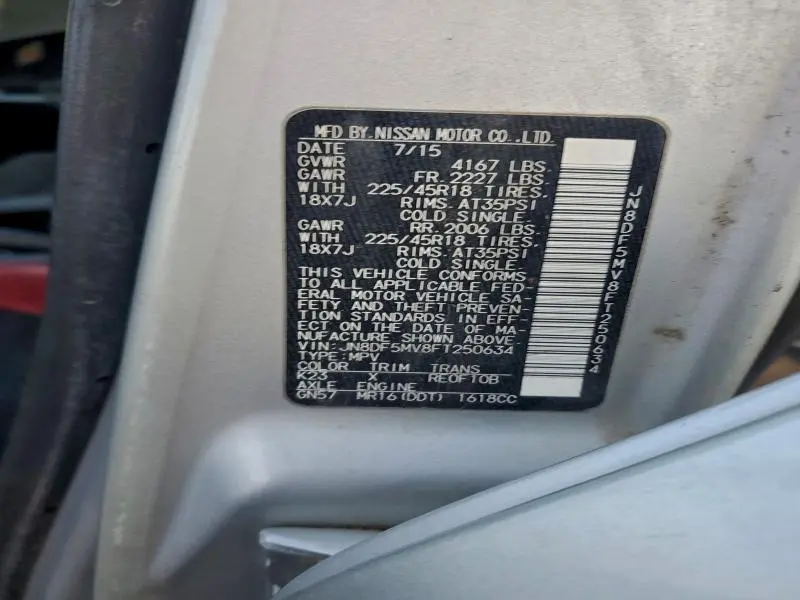 MFD BY. NISSAN MOTOR CO.,LTD.
DATE 7/15
GVWR 4167 LBS.
GAWR FR. 2227 LBS.
WITH 225/45R18 TIRES.
18X7J RIMS. AT35PSI
COLD SINGLE.
GAWR RR. 2006 LBS.
WITH 225/45R18 TIRES.
18X7J RIMS. AT35PSI
COLD SINGLE.
THIS VEHICLE CONFORMS
TO ALL APPLICABLE FED
ERAL MOTOR VEHICLE SA-
FETY AND THEFT PREVEN-
TION STANDARDS IN EFF-
ECT ON THE DATE OF MA-
NUFACTURE SHOWN ABOVE.
VIN: JN8DF5MV8FT250634
TYPE: MPV
COLOR TRIM TRANS
K23 X RE0F10B
AXLE ENGINE
GN57 MR16(DDT) 1618CC
JN8DF5MV8FT250634